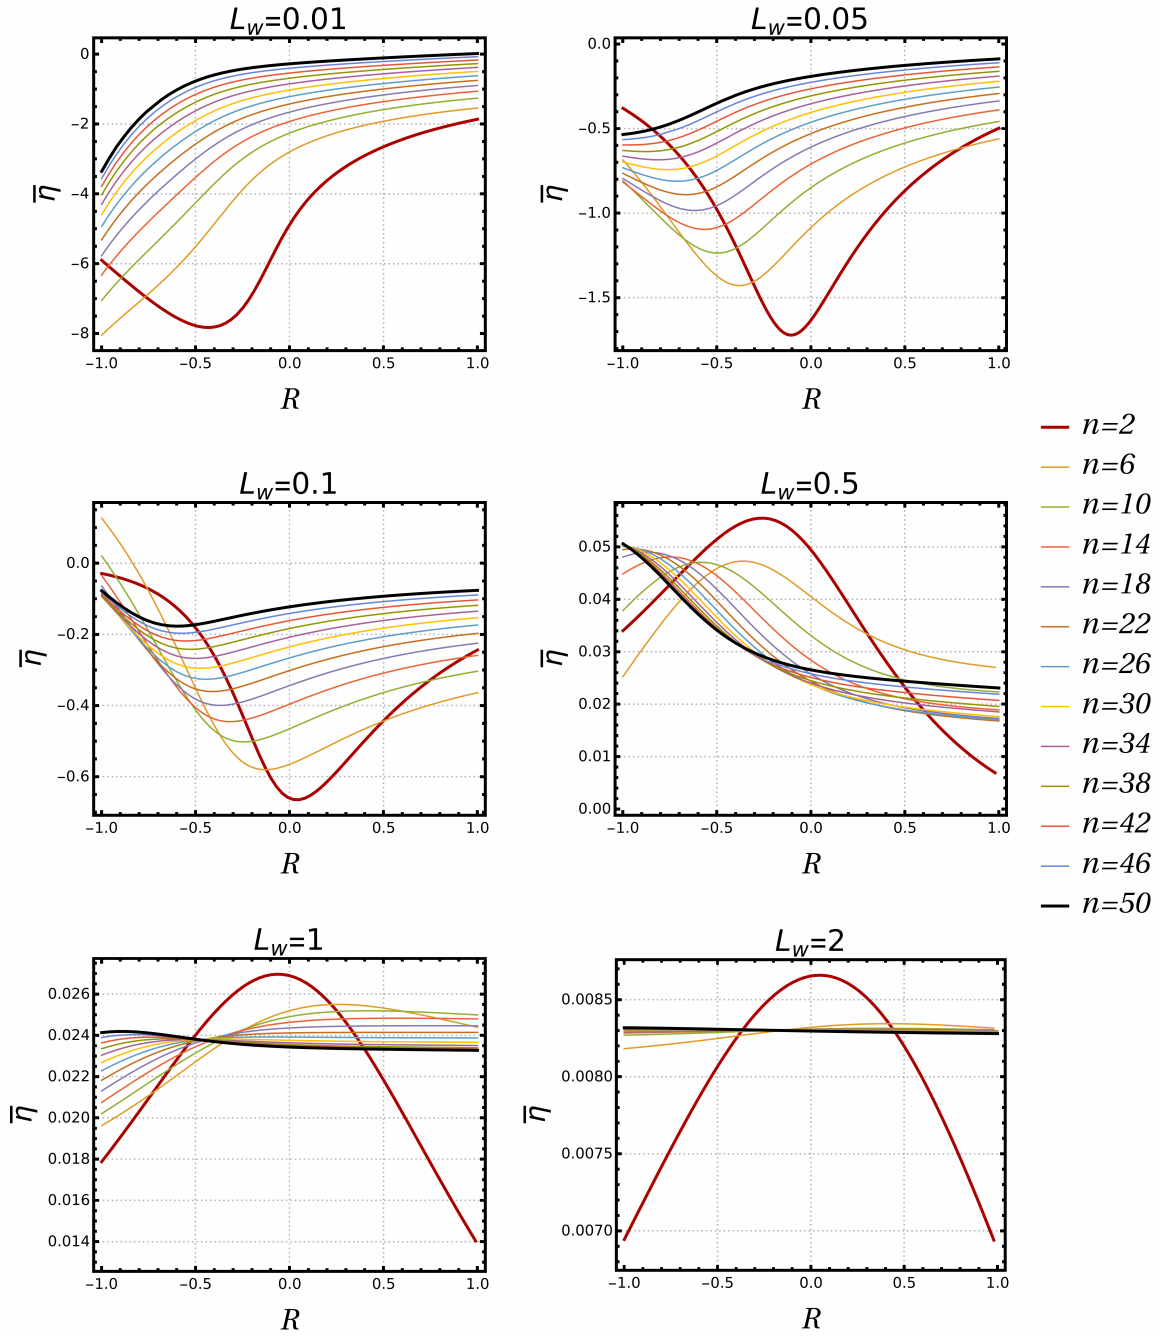 L_w=0.01
L_w=0.05
0
−2
−4
−6
−8
η̅
−1.0 −0.5 0.0 0.5 1.0
R
0.0
−0.5
−1.0
−1.5
η̅
−1.0 −0.5 0.0 0.5 1.0
R
L_w=0.1
L_w=0.5
0.0
−0.2
−0.4
−0.6
η̅
−1.0 −0.5 0.0 0.5 1.0
R
0.05
0.04
0.03
0.02
0.01
0.00
η̅
−1.0 −0.5 0.0 0.5 1.0
R
n=2
n=6
n=10
n=14
n=18
n=22
n=26
n=30
n=34
n=38
n=42
n=46
n=50
L_w=1
L_w=2
0.026
0.024
0.022
0.020
0.018
0.016
0.014
η̅
−1.0 −0.5 0.0 0.5 1.0
R
0.0085
0.0080
0.0075
0.0070
η̅
−1.0 −0.5 0.0 0.5 1.0
R